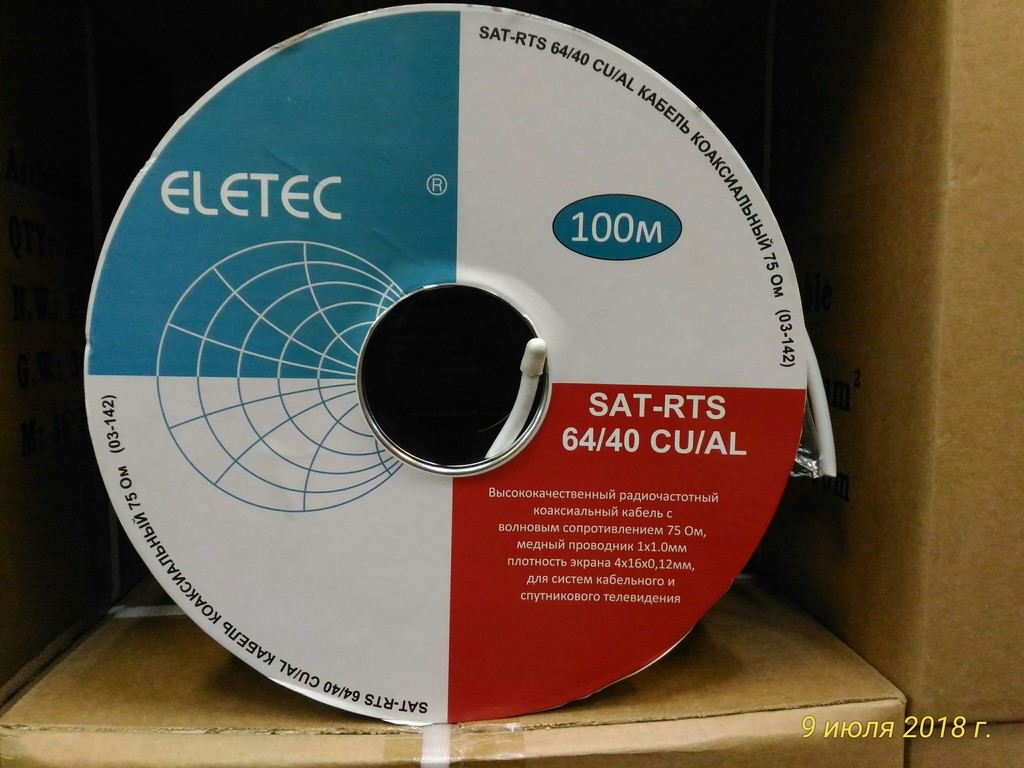 SAT-RTS 64/40 CU/AL КАБЕЛЬ КОАКСИАЛЬНЫЙ 75 Ом (03-142)
ELETEC ®
100м
SAT-RTS
64/40 CU/AL
Высококачественный радиочастотный
коаксиальный кабель с
волновым сопротивлением 75 Ом,
медный проводник 1х1.0мм
плотность экрана 4х16х0,12мм,
для систем кабельного и
спутникового телевидения
SAT-RTS 64/40 CU/AL КАБЕЛЬ КОАКСИАЛЬНЫЙ 75 Ом (03-142)
QTY:
N.W.:
G.W.:
9 июля 2018 г.